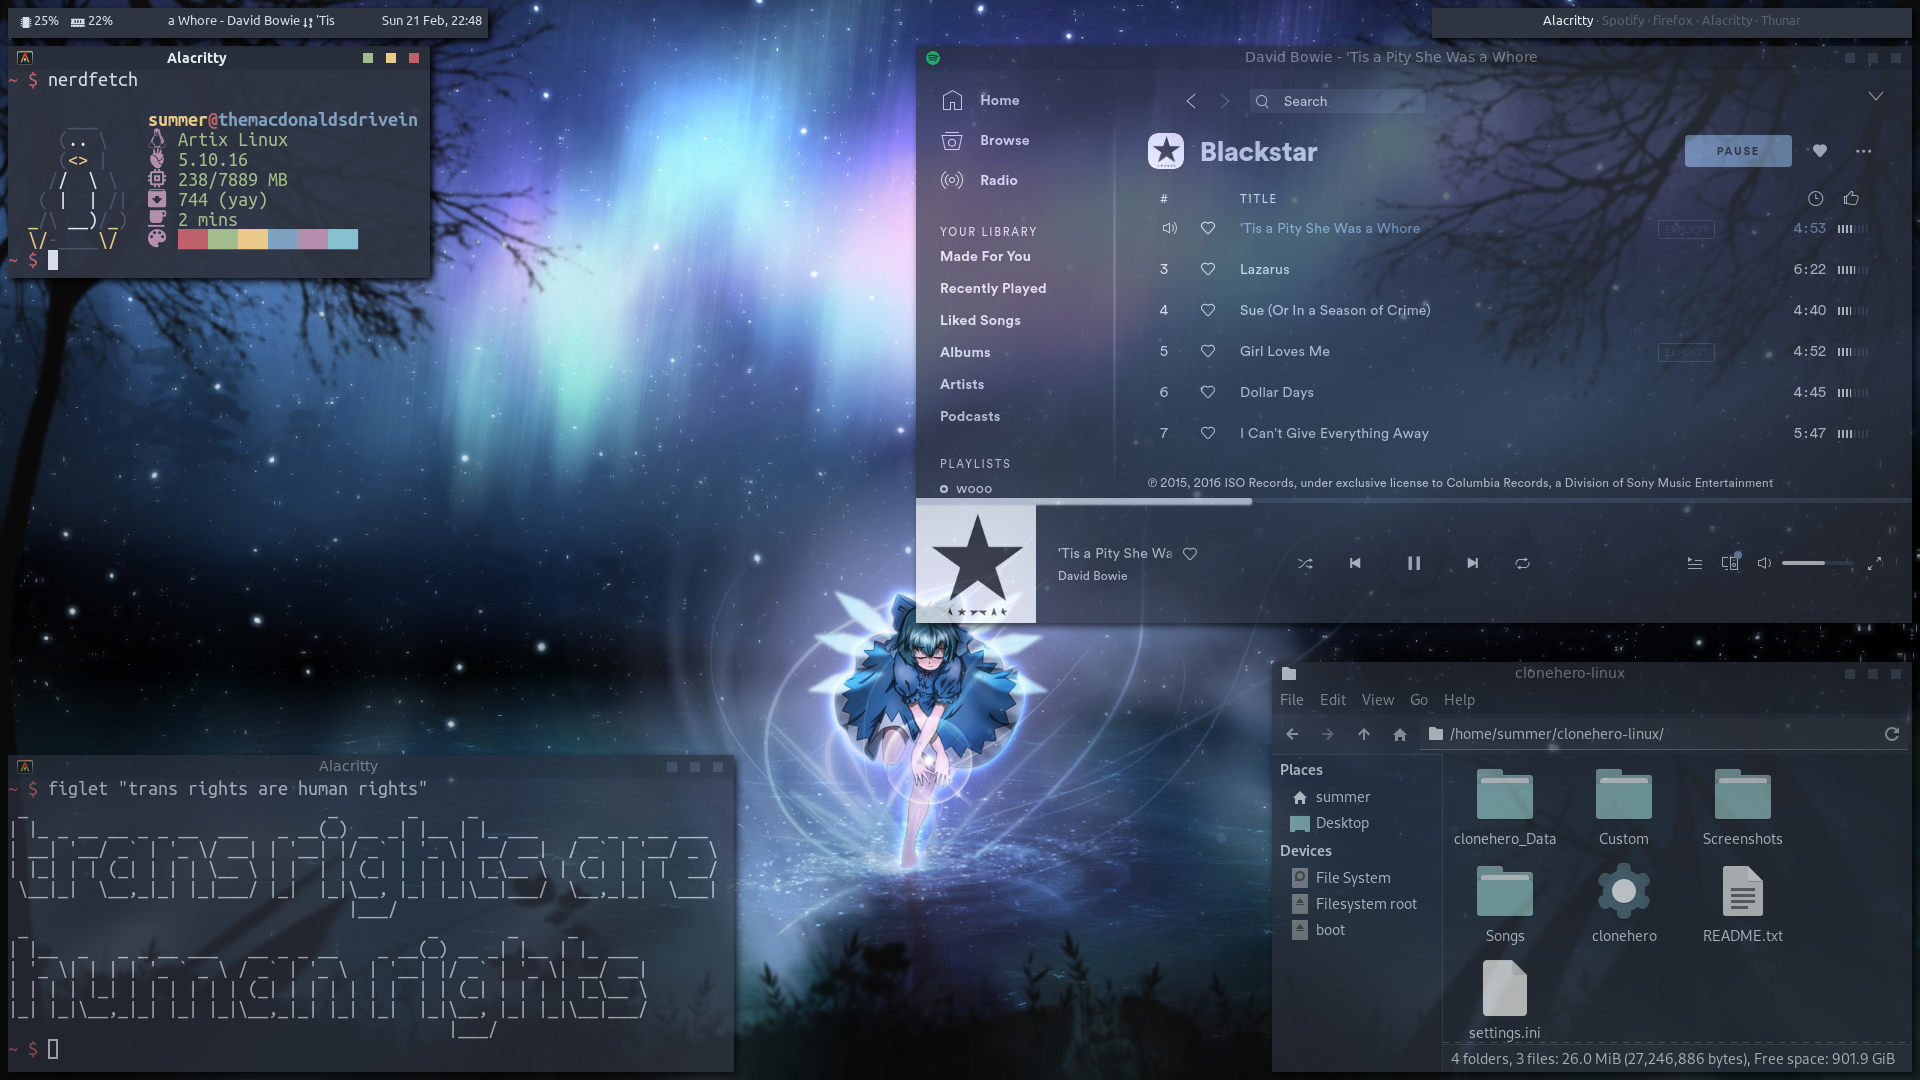 25% 22% a Whore - David Bowie 'Tis Sun 21 Feb, 22:48
Alacritty · Spotify · firefox · Alacritty · Thunar
Alacritty
~ $ nerdfetch
summer@themacdonaldsdrivein
Artix Linux
5.10.16
238/7889 MB
744 (yay)
2 mins
~ $
David Bowie - 'Tis a Pity She Was a Whore
Home
Browse
Radio
YOUR LIBRARY
Made For You
Recently Played
Liked Songs
Albums
Artists
Podcasts
PLAYLISTS
wooo
Search
Blackstar
PAUSE
# TITLE
'Tis a Pity She Was a Whore EXPLICIT 4:53
3 Lazarus 6:22
4 Sue (Or In a Season of Crime) 4:40
5 Girl Loves Me EXPLICIT 4:52
6 Dollar Days 4:45
7 I Can't Give Everything Away 5:47
℗ 2015, 2016 ISO Records, under exclusive license to Columbia Records, a Division of Sony Music Entertainment
'Tis a Pity She Wa
David Bowie
Alacritty
~ $ figlet "trans rights are human rights"
trans rights are
human rights
~ $
clonehero-linux
File Edit View Go Help
/home/summer/clonehero-linux/
Places
summer
Desktop
Devices
File System
Filesystem root
boot
clonehero_Data Custom Screenshots
Songs clonehero README.txt
settings.ini
4 folders, 3 files: 26.0 MiB (27,246,886 bytes), Free space: 901.9 GiB